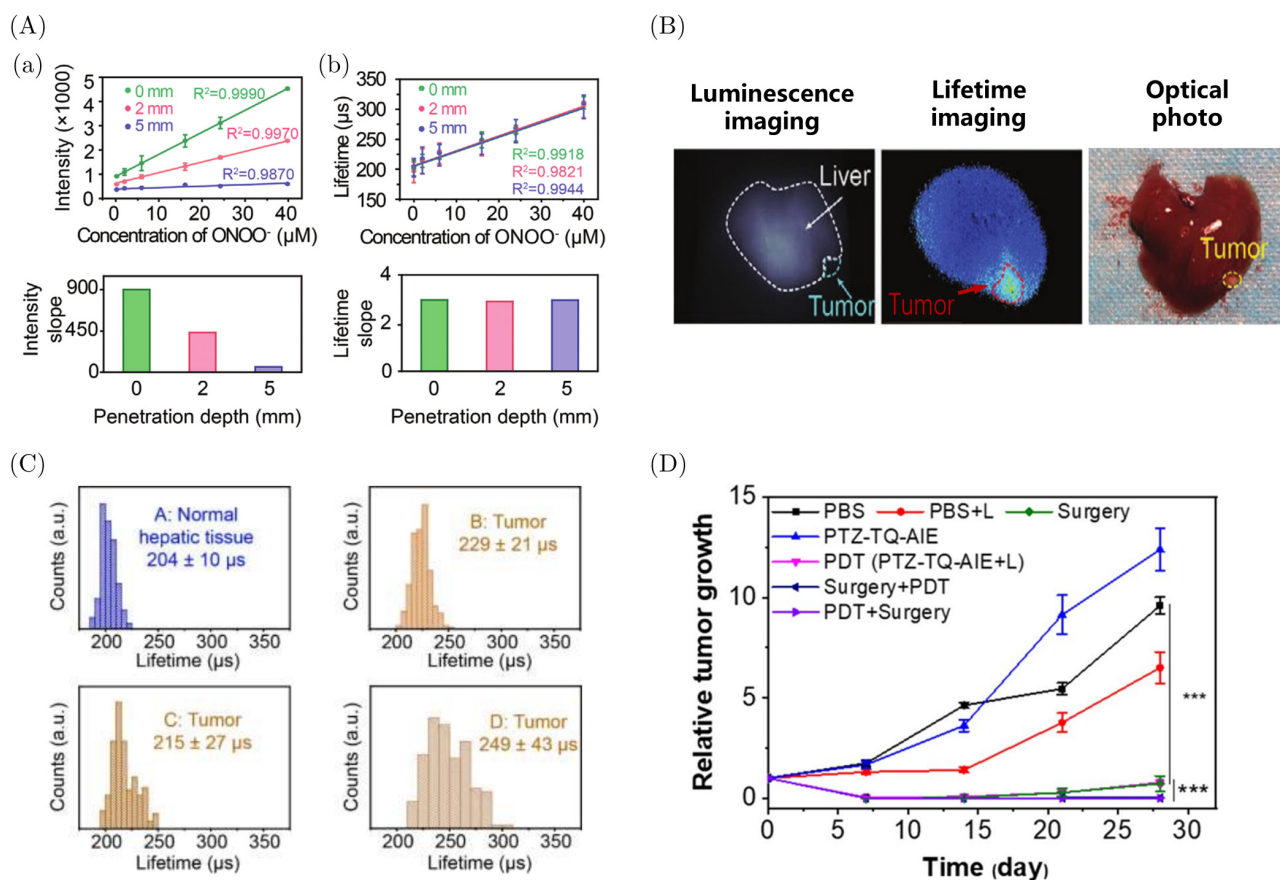 (A)
(a)
Intensity (×1000)
5
4
3
2
1
0
0 mm
2 mm
5 mm
R²=0.9990
R²=0.9970
R²=0.9870
0 10 20 30 40
Concentration of ONOO⁻ (μM)
Intensity slope
900
450
0
0 2 5
Penetration depth (mm)
(b)
Lifetime (μs)
350
300
250
200
150
0 mm
2 mm
5 mm
R²=0.9918
R²=0.9821
R²=0.9944
0 10 20 30 40
Concentration of ONOO⁻ (μM)
Lifetime slope
4
2
0
0 2 5
Penetration depth (mm)
(B)
Luminescence
imaging
Liver
Tumor
Lifetime
imaging
Tumor
Optical
photo
Tumor
(C)
Counts (a.u.)
A: Normal
hepatic tissue
204 ± 10 μs
200 250 300 350
Lifetime (μs)
Counts (a.u.)
B: Tumor
229 ± 21 μs
200 250 300 350
Lifetime (μs)
Counts (a.u.)
C: Tumor
215 ± 27 μs
200 250 300 350
Lifetime (μs)
Counts (a.u.)
D: Tumor
249 ± 43 μs
200 250 300 350
Lifetime (μs)
(D)
Relative tumor growth
15
10
5
0
PBS PBS+L Surgery
PTZ-TQ-AIE
PDT (PTZ-TQ-AIE+L)
Surgery+PDT
PDT+Surgery
***
***
0 5 10 15 20 25 30
Time (day)